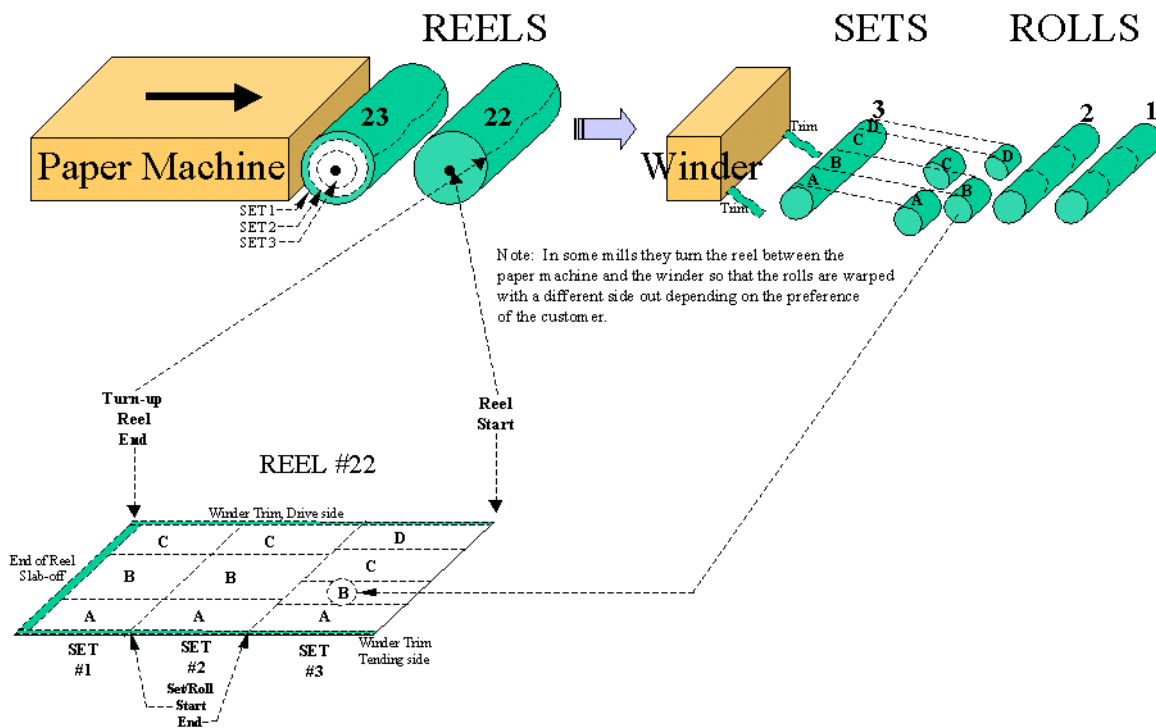 REELS
SETS
ROLLS
Paper Machine
23
22
SET1
SET2
SET3
Winder
Trim
Trim
3
2
1
D
C
B
A
D
C
B
A
Note: In some mills they turn the reel between the
paper machine and the winder so that the rolls are warped
with a different side out depending on the preference
of the customer.
Turn-up
Reel
End
Reel
Start
REEL #22
Winder Trim, Drive side
End of Reel
Slab-off
C
C
D
B
B
C
B
A
A
A
Winder Trim
Tending side
SET
#1
SET
#2
SET
#3
Set/Roll
Start
End